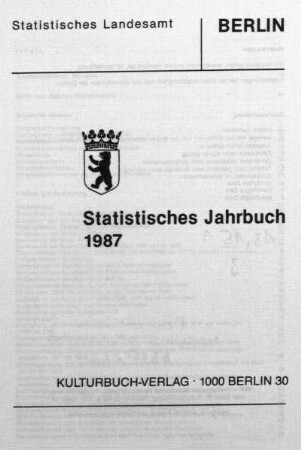 Statistisches Landesamt
BERLIN
Statistisches Jahrbuch
1987
KULTURBUCH-VERLAG · 1000 BERLIN 30